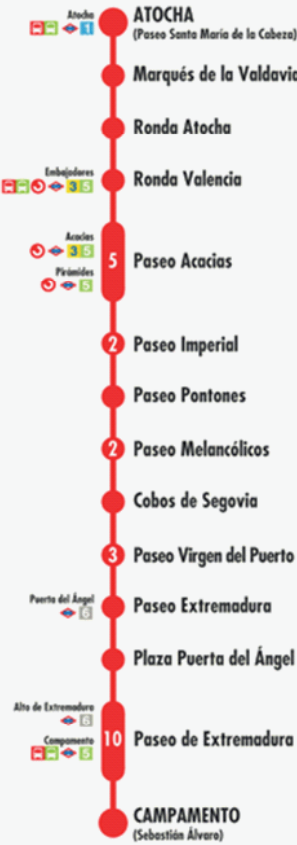 Atocha
1
ATOCHA
(Paseo Santa María de la Cabeza)
Marqués de la Valdavia
Ronda Atocha
Embajadores
3 5
Ronda Valencia
Acacias
3 5
Pirámides
5
5
Paseo Acacias
2
Paseo Imperial
Paseo Pontones
2
Paseo Melancólicos
Cobos de Segovia
3
Paseo Virgen del Puerto
Puerta del Ángel
6
Paseo Extremadura
Plaza Puerta del Ángel
Alto de Extremadura
6
Campamento
5
10
Paseo de Extremadura
CAMPAMENTO
(Sebastián Álvaro)